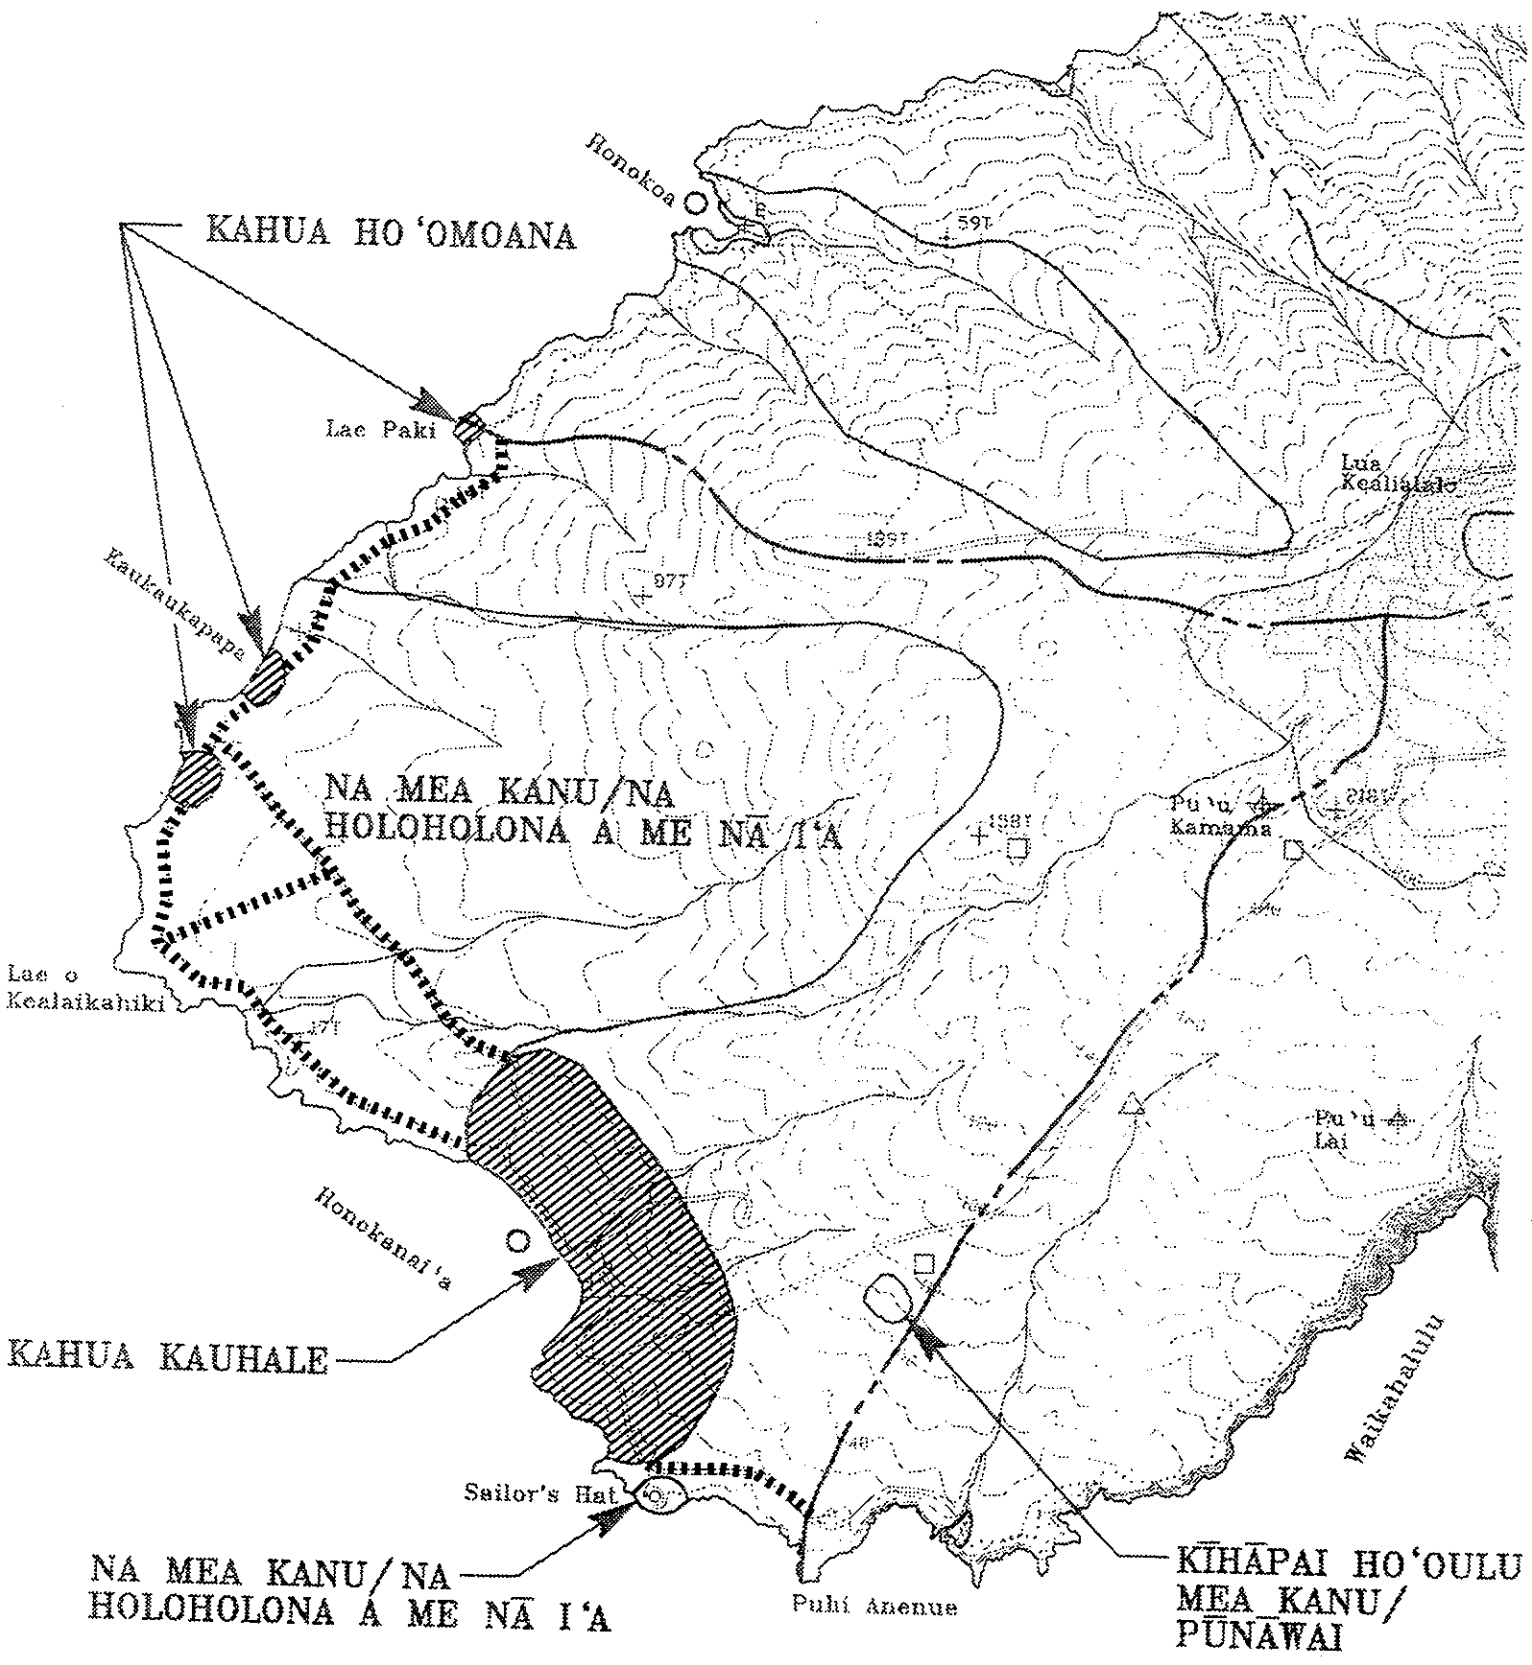 Honokoa
KAHUA HO'OMOANA
Lae Paki
Lua
Kealialalo
Kaukaukapapa
NA MEA KANU/NA
HOLOHOLONA A ME NĀ I'A
Pu'u
Kamama
Lae o
Kealaikahiki
Pu'u
Lai
Honokanai'a
KAHUA KAUHALE
Waikahalulu
Sailor's Hat
NA MEA KANU/NA
HOLOHOLONA A ME NĀ I'A
Puhi Anenue
KĪHĀPAI HO'OULU
MEA KANU/
PŪNĀWAI